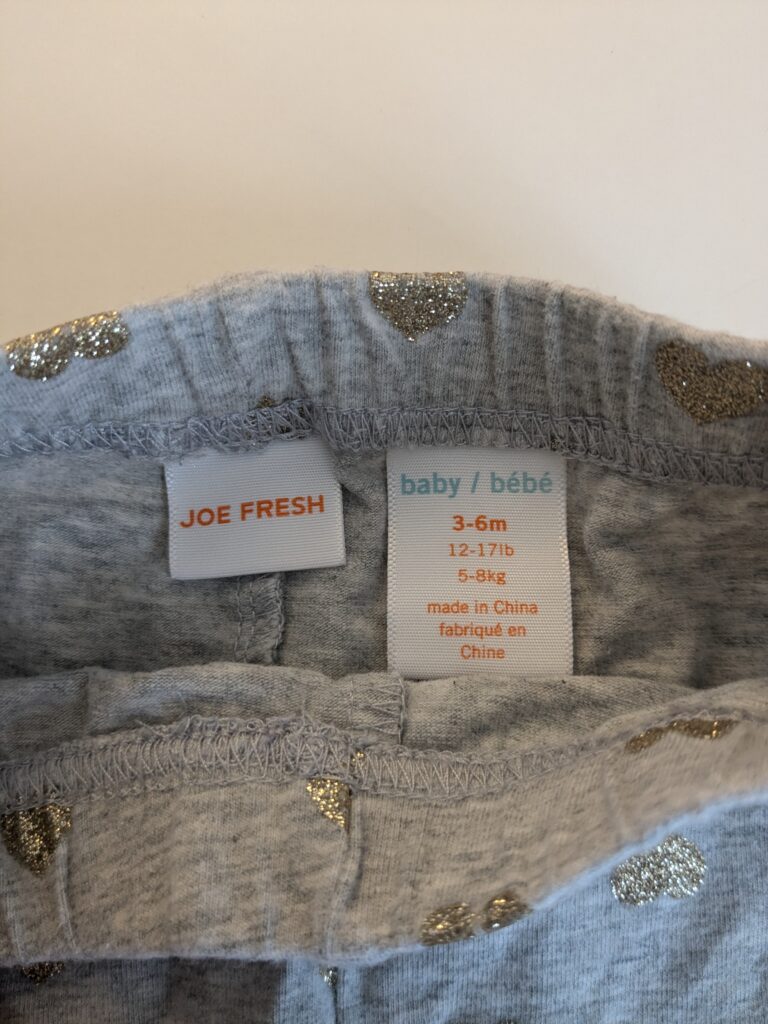 JOE FRESH
baby / bébé
3-6m
12-17lb
5-8kg
made in China
fabriqué en
Chine